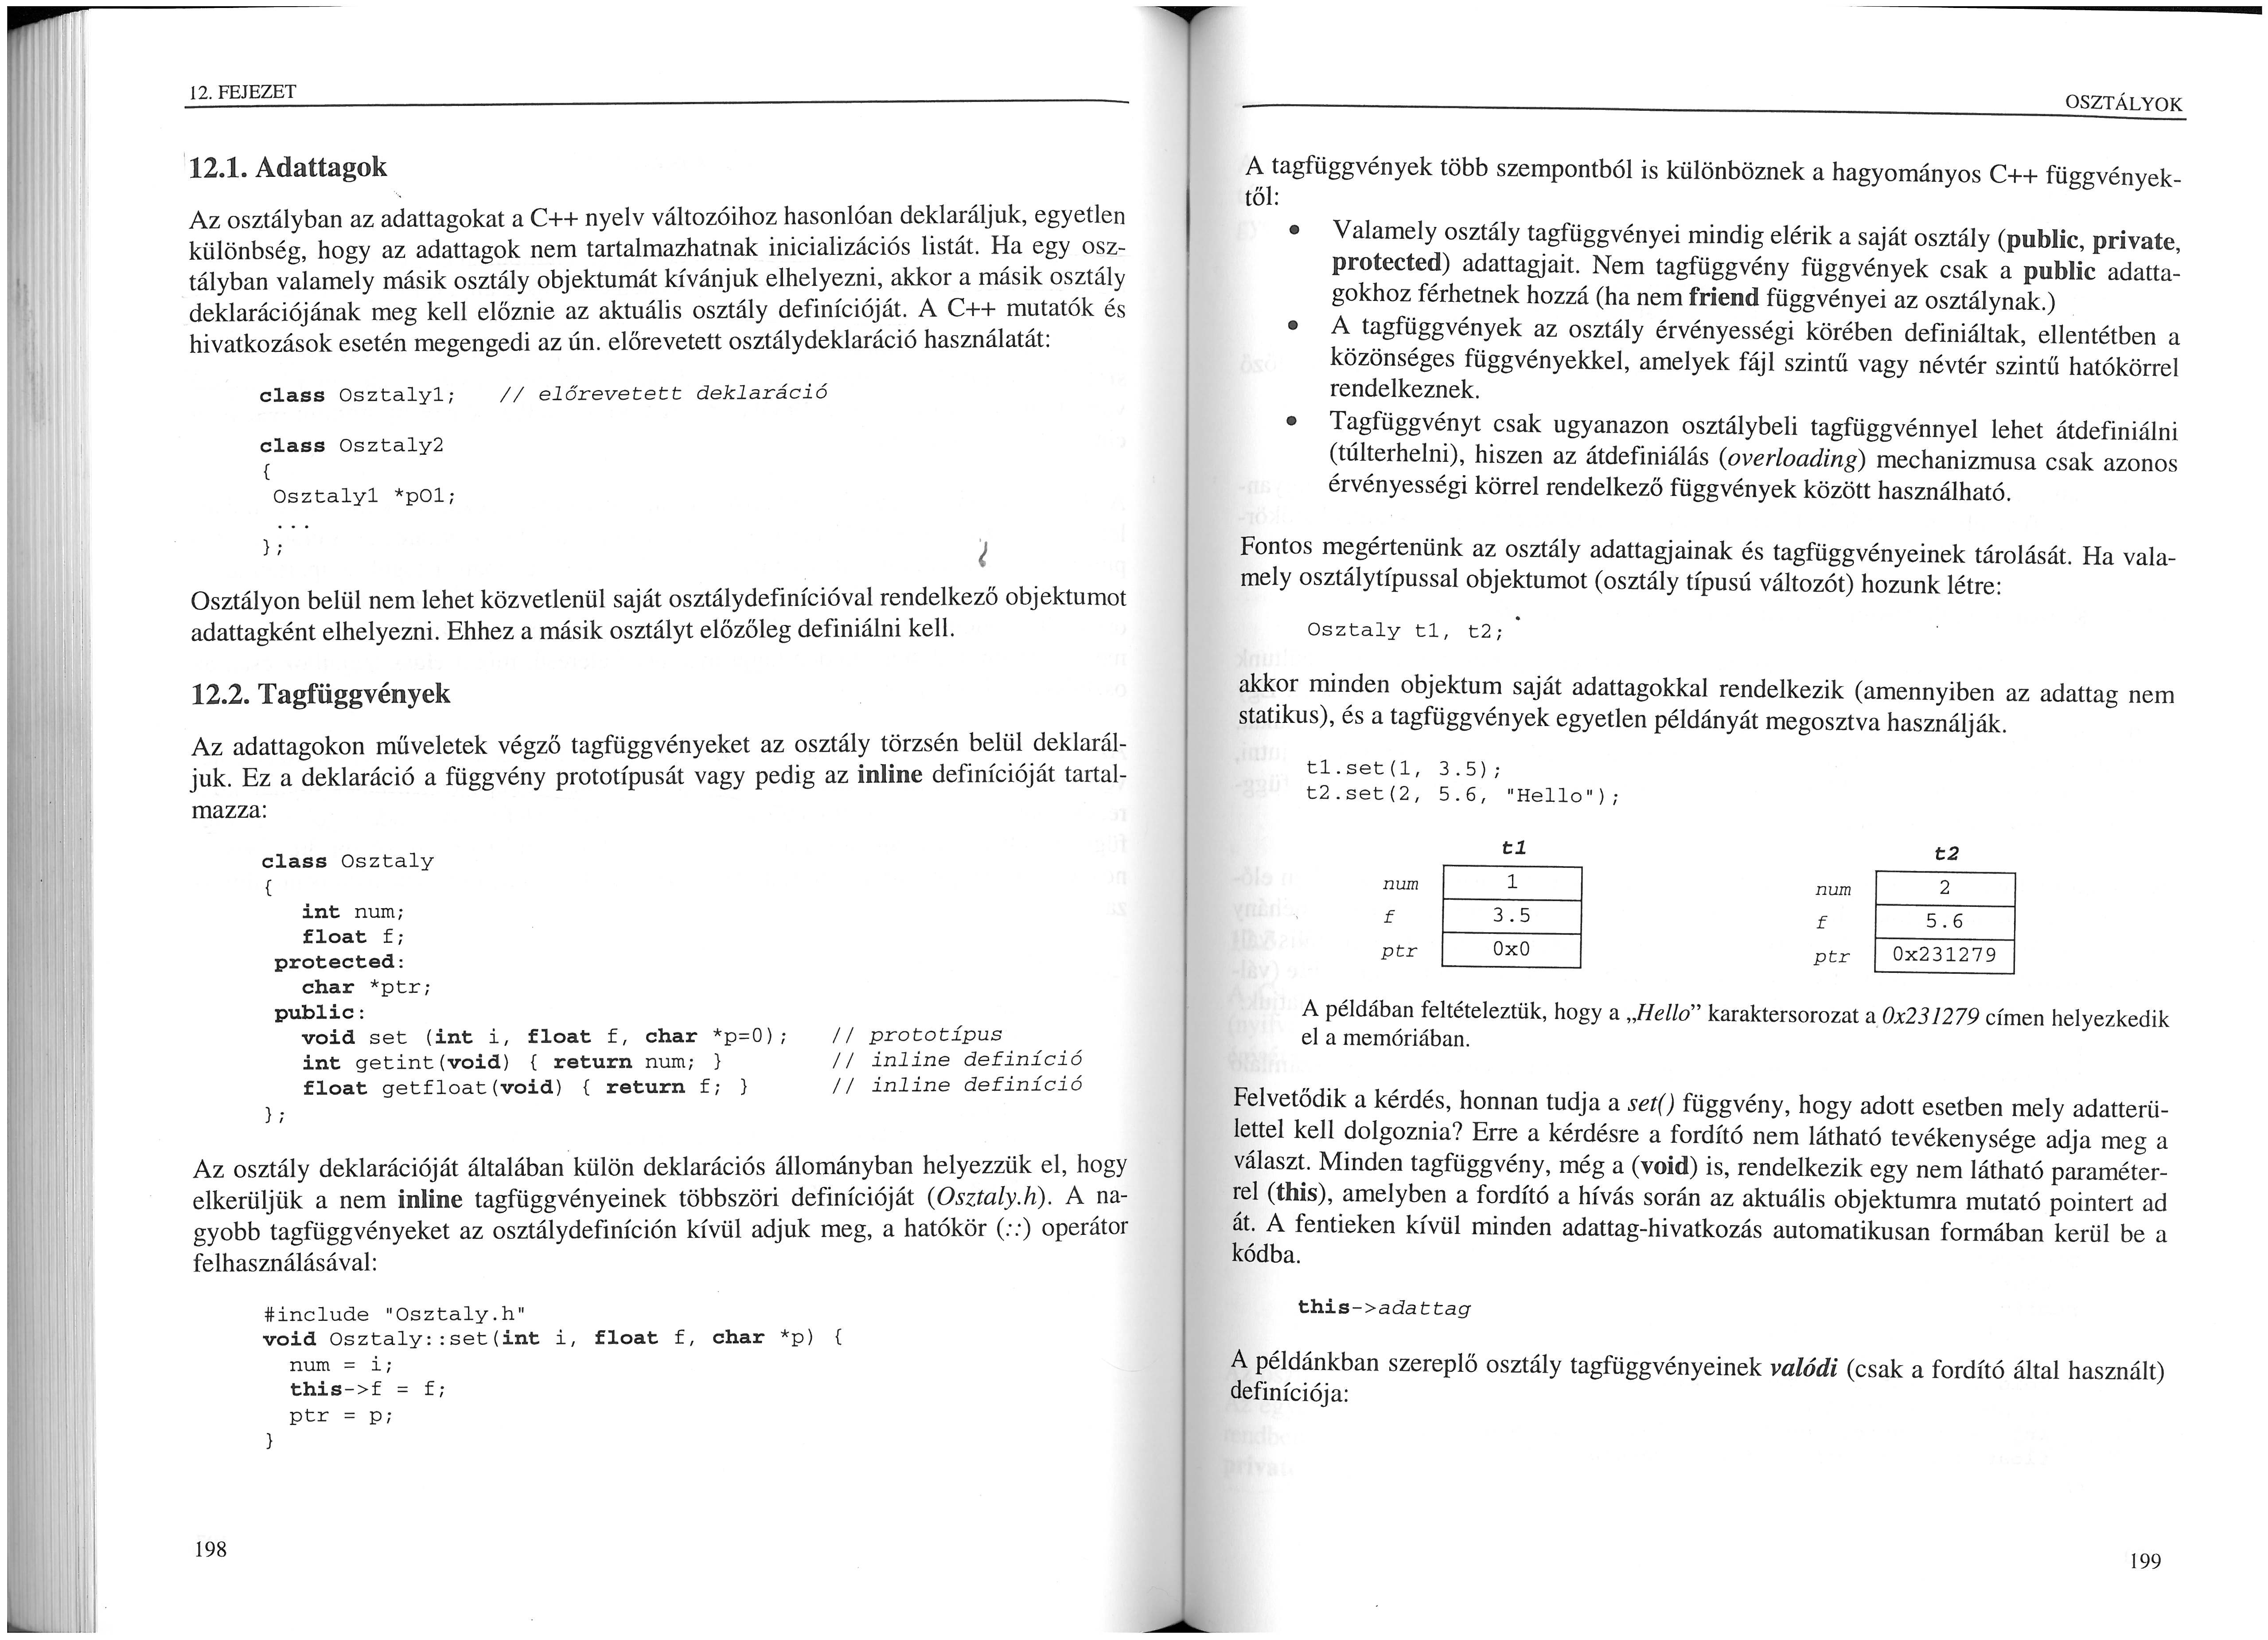 12. FEJEZET
12.1. Adattagok
Az osztályban az adattagokat a C++ nyelv változóihoz hasonlóan deklaráljuk, egyetlen
különbség, hogy az adattagok nem tartalmazhatnak inicializációs listát. Ha egy osz-
tályban valamely másik osztály objektumát kívánjuk elhelyezni, akkor a másik osztály
deklarációjának meg kell előznie az aktuális osztály definícióját. A C++ mutatók és
hivatkozások esetén megengedi az ún. előrevetett osztálydeklaráció használatát:
class Osztaly1; // előrevetett deklaráció
class Osztaly2
{
Osztaly1 *pO1;
...
};
Osztályon belül nem lehet közvetlenül saját osztálydefinícióval rendelkező objektumot
adattagként elhelyezni. Ehhez a másik osztályt előzőleg definiálni kell.
12.2. Tagfüggvények
Az adattagokon műveletek végző tagfüggvényeket az osztály törzsén belül deklarál-
juk. Ez a deklaráció a függvény prototípusát vagy pedig az inline definícióját tartal-
mazza:
class Osztaly
{
int num;
float f;
protected:
char *ptr;
public:
void set (int i, float f, char *p=0); // prototípus
int getint(void) { return num; } // inline definíció
float getfloat(void) { return f; } // inline definíció
};
Az osztály deklarációját általában külön deklarációs állományban helyezzük el, hogy
elkerüljük a nem inline tagfüggvényeinek többszöri definícióját (Osztaly.h). A na-
gyobb tagfüggvényeket az osztálydefiníción kívül adjuk meg, a hatókör (::) operátor
felhasználásával:
#include "Osztaly.h"
void Osztaly::set(int i, float f, char *p) {
num = i;
this->f = f;
ptr = p;
}
198
OSZTÁLYOK
A tagfüggvények több szempontból is különböznek a hagyományos C++ függvények-
től:
• Valamely osztály tagfüggvényei mindig elérik a saját osztály (public, private,
protected) adattagjait. Nem tagfüggvény függvények csak a public adatta-
gokhoz férhetnek hozzá (ha nem friend függvényei az osztálynak.)
• A tagfüggvények az osztály érvényességi körében definiáltak, ellentétben a
közönséges függvényekkel, amelyek fájl szintű vagy névtér szintű hatókörrel
rendelkeznek.
• Tagfüggvényt csak ugyanazon osztálybeli tagfüggvénnyel lehet átdefiniálni
(túlterhelni), hiszen az átdefiniálás (overloading) mechanizmusa csak azonos
érvényességi körrel rendelkező függvények között használható.
Fontos megértenünk az osztály adattagjainak és tagfüggvényeinek tárolását. Ha vala-
mely osztálytípussal objektumot (osztály típusú változót) hozunk létre:
Osztaly t1, t2;
akkor minden objektum saját adattagokkal rendelkezik (amennyiben az adattag nem
statikus), és a tagfüggvények egyetlen példányát megosztva használják.
t1.set(1, 3.5);
t2.set(2, 5.6, "Hello");
t1 t2
num 1 num 2
f 3.5 f 5.6
ptr 0x0 ptr 0x231279
A példában feltételeztük, hogy a „Hello” karaktersorozat a 0x231279 címen helyezkedik
el a memóriában.
Felvetődik a kérdés, honnan tudja a set() függvény, hogy adott esetben mely adatterü-
lettel kell dolgoznia? Erre a kérdésre a fordító nem látható tevékenysége adja meg a
választ. Minden tagfüggvény, még a (void) is, rendelkezik egy nem látható paraméter-
rel (this), amelyben a fordító a hívás során az aktuális objektumra mutató pointert ad
át. A fentieken kívül minden adattag-hivatkozás automatikusan formában kerül be a
kódba.
this->adattag
A példánkban szereplő osztály tagfüggvényeinek valódi (csak a fordító által használt)
definíciója:
199